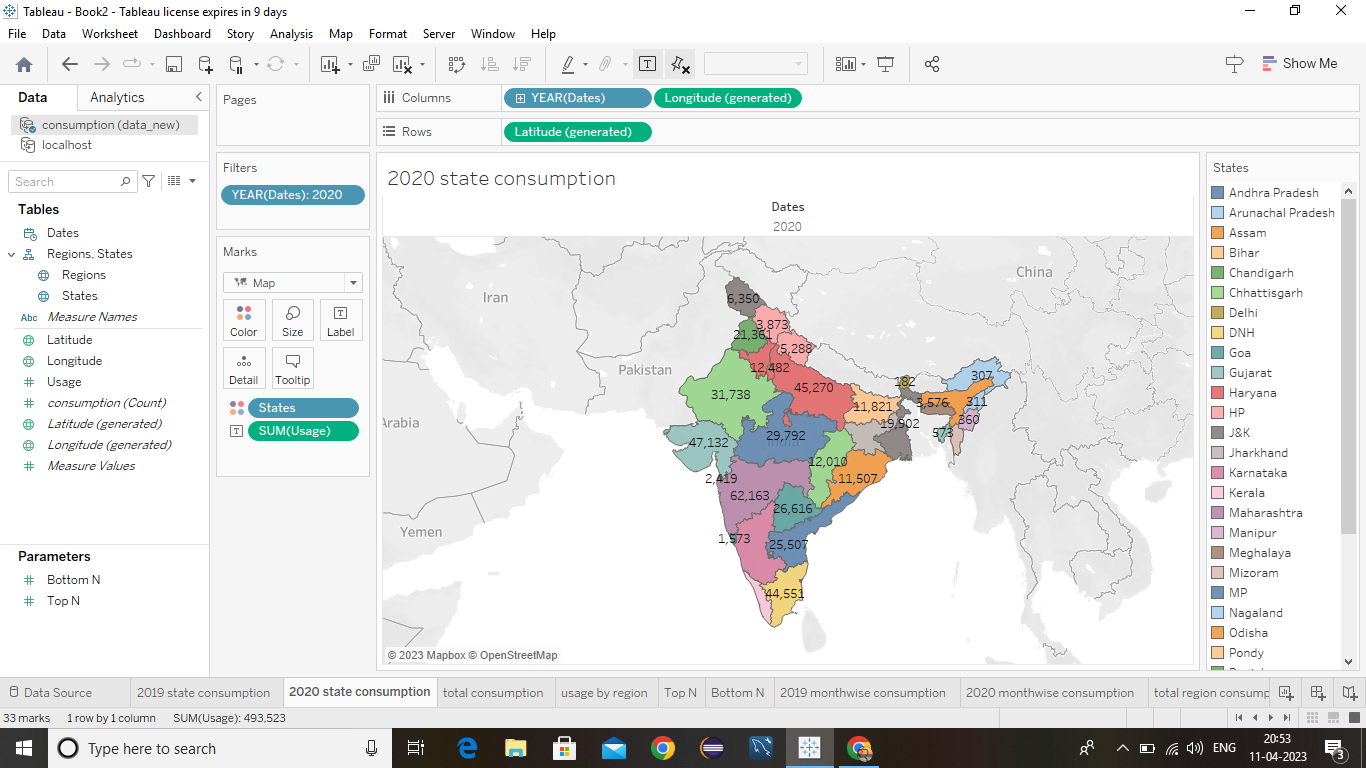 Tableau - Book2 - Tableau license expires in 9 days
File Data Worksheet Dashboard Story Analysis Map Format Server Window Help
Show Me
Data Analytics
consumption (data_new)
localhost
Search
Tables
Dates
Regions, States
Regions
States
Abc Measure Names
Latitude
Longitude
Usage
consumption (Count)
Latitude (generated)
Longitude (generated)
Measure Values
Parameters
Bottom N
Top N
Pages
Filters
YEAR(Dates): 2020
Marks
Map
Color Size Label
Detail Tooltip
States
SUM(Usage)
Columns YEAR(Dates) Longitude (generated)
Rows Latitude (generated)
2020 state consumption
Dates
2020
China
Iran
Pakistan
Arabia
Yemen
6,350
3,873
21,361
5,288
12,482
45,270
31,738
182
307
3,576
311
11,821
360
19,902
573
29,792
47,132
12,010
2,419
11,507
62,163
26,616
1,573
25,507
44,551
© 2023 Mapbox © OpenStreetMap
States
Andhra Pradesh
Arunachal Pradesh
Assam
Bihar
Chandigarh
Chhattisgarh
Delhi
DNH
Goa
Gujarat
Haryana
HP
J&K
Jharkhand
Karnataka
Kerala
Maharashtra
Manipur
Meghalaya
Mizoram
MP
Nagaland
Odisha
Pondy
Data Source 2019 state consumption 2020 state consumption total consumption usage by region Top N Bottom N 2019 monthwise consumption 2020 monthwise consumption total region consump
33 marks 1 row by 1 column SUM(Usage): 493,523
Type here to search
ENG
20:53
11-04-2023
3